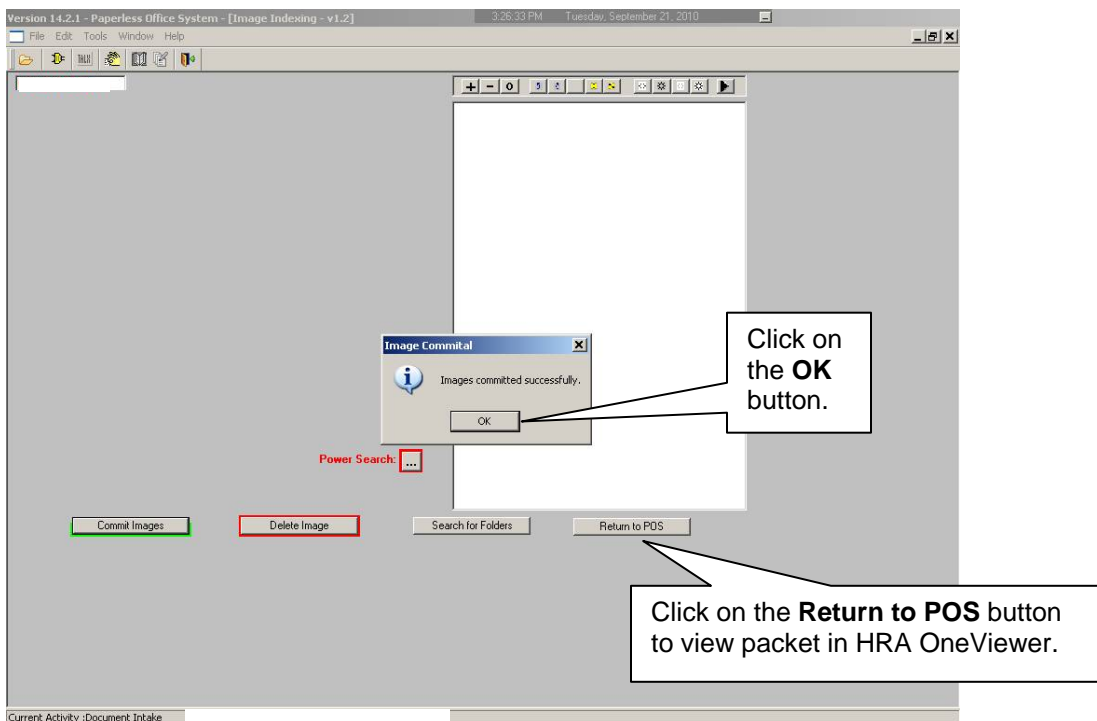 Version 14.2.1 - Paperless Office System - [Image Indexing - v1.2] 3:26:33 PM Tuesday, September 21, 2010
File Edit Tools Window Help
TALX
+ - 0
Image Commital
Images committed successfully.
OK
Click on
the OK
button.
Power Search: ...
Commit Images Delete Image Search for Folders Return to POS
Click on the Return to POS button
to view packet in HRA OneViewer.
Current Activity :Document Intake